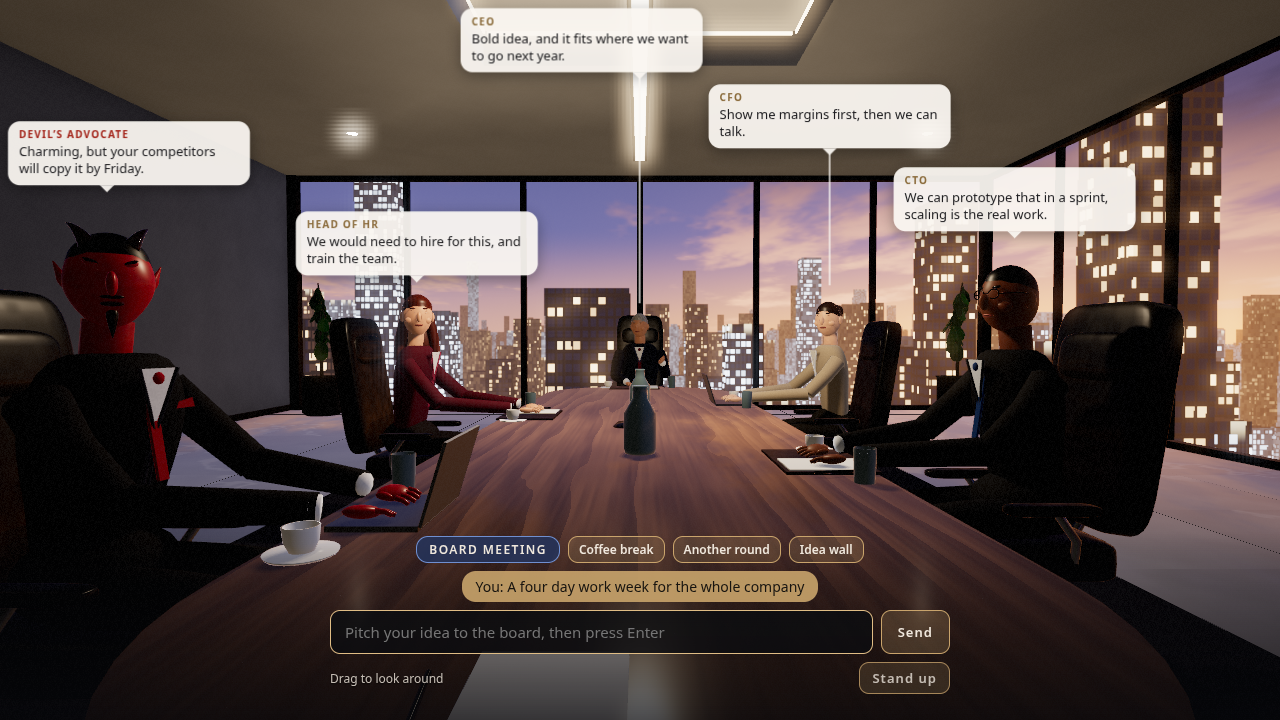 CEO
Bold idea, and it fits where we want
to go next year.
CFO
Show me margins first, then we can
talk.
DEVIL'S ADVOCATE
Charming, but your competitors
will copy it by Friday.
CTO
We can prototype that in a sprint,
scaling is the real work.
HEAD OF HR
We would need to hire for this, and
train the team.
BOARD MEETING
Coffee break
Another round
Idea wall
You: A four day work week for the whole company
Pitch your idea to the board, then press Enter
Send
Drag to look around
Stand up